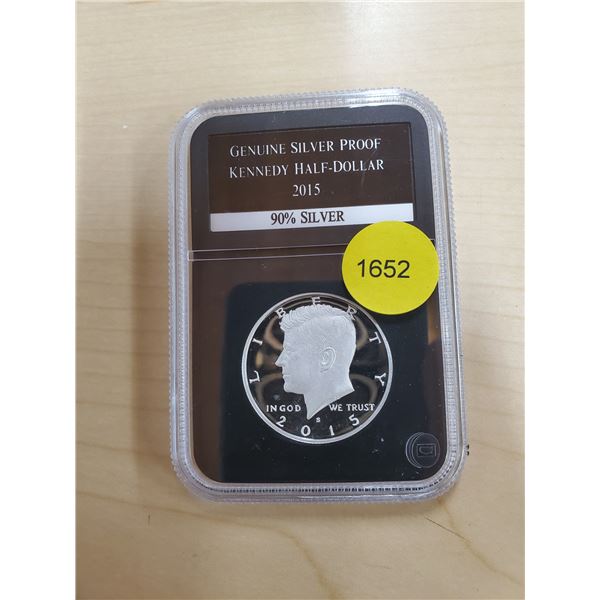 GENUINE SILVER PROOF
KENNEDY HALF-DOLLAR
2015
90% SILVER
1652
LIBERTY
IN GOD WE TRUST
S
2015